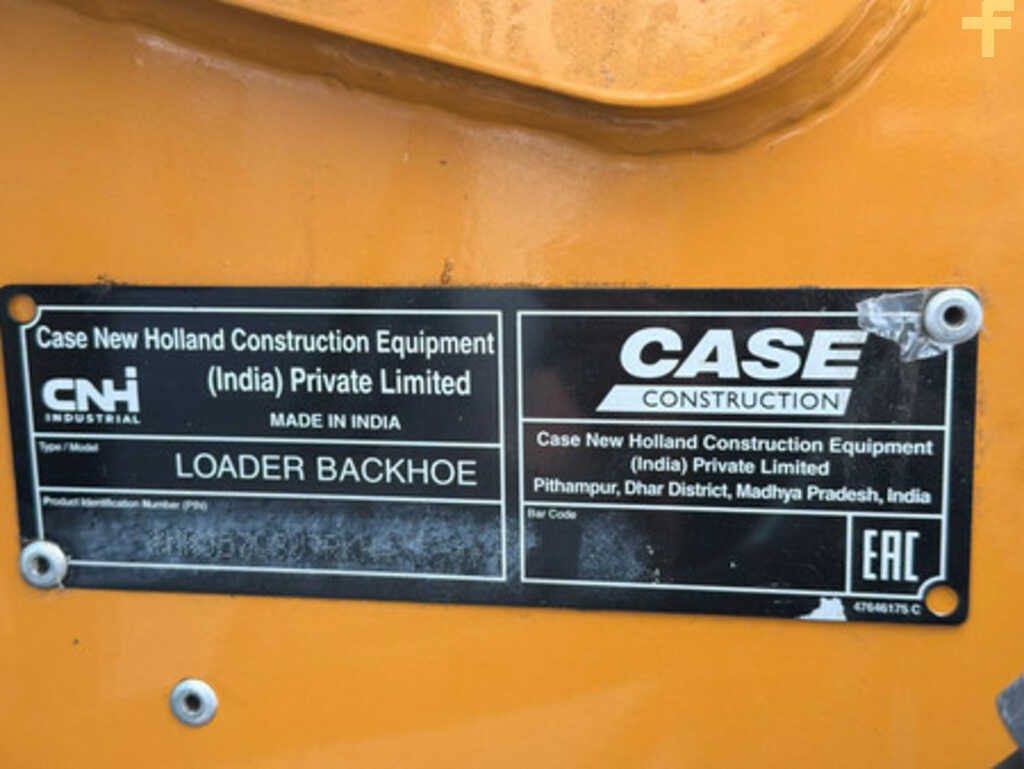 Case New Holland Construction Equipment
(India) Private Limited
CNH
INDUSTRIAL
MADE IN INDIA
Type / Model
LOADER BACKHOE
Product Identification Number (PIN)
CASE
CONSTRUCTION
Case New Holland Construction Equipment
(India) Private Limited
Pithampur, Dhar District, Madhya Pradesh, India
Bar Code
EAC
47646175 C